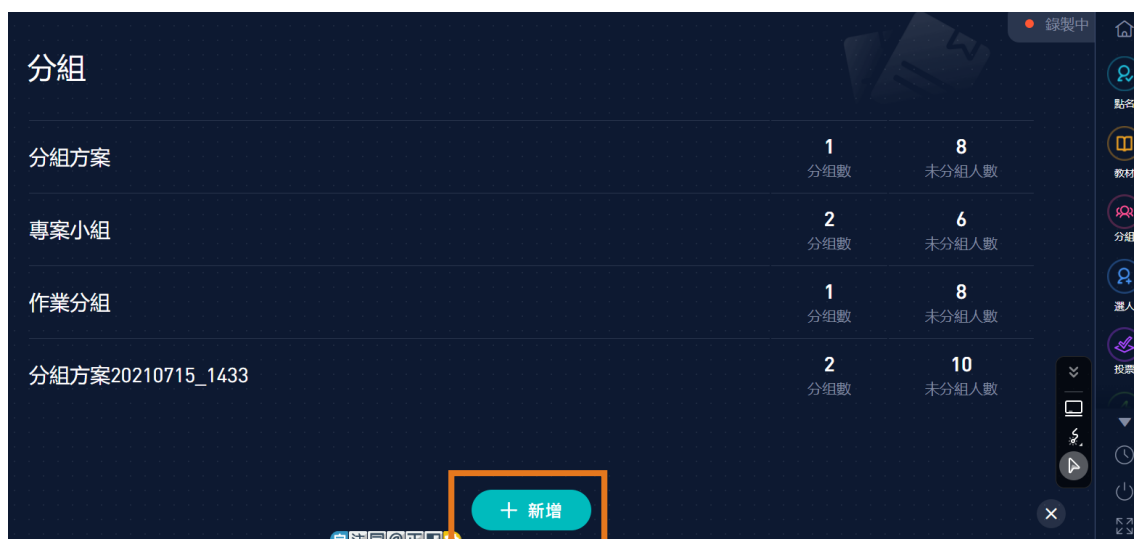 錄製中
分組
分組方案
1
分组數
8
未分組人數
專案小組
2
分组數
6
未分組人數
作業分組
1
分组數
8
未分組人數
分組方案20210715_1433
2
分组數
10
未分組人數
＋ 新增
點名
教材
分組
選人
投票